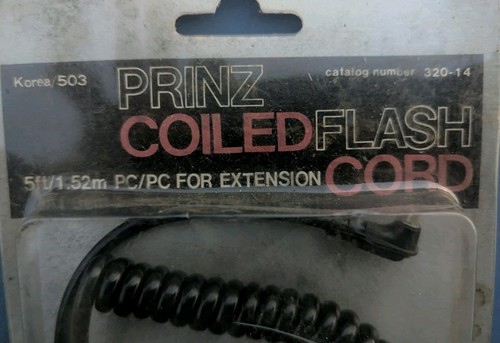 Korea/503
catalog number 320-14
PRINZ
COILED FLASH
CORD
5ft/1.52m PC/PC FOR EXTENSION